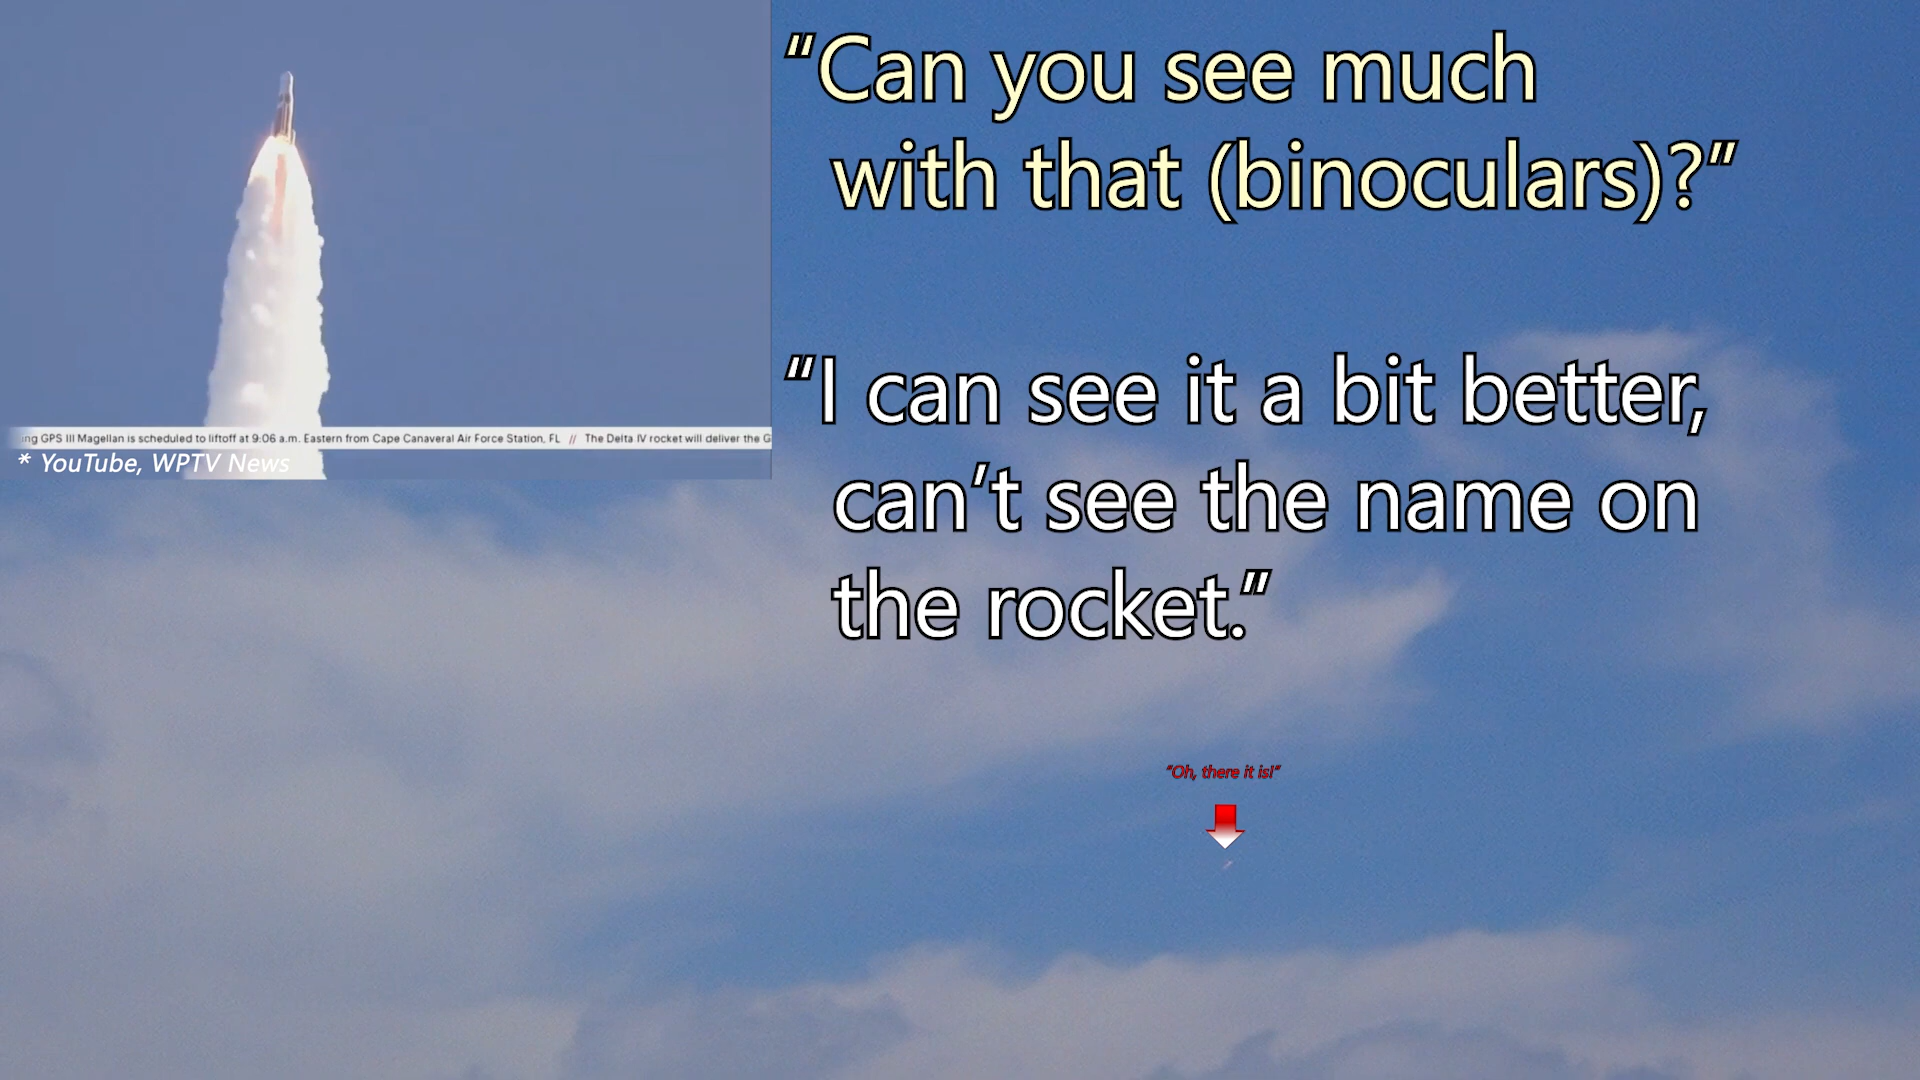 “Can you see much
with that (binoculars)?”
“I can see it a bit better,
can’t see the name on
the rocket.”
ing GPS III Magellan is scheduled to liftoff at 9:06 a.m. Eastern from Cape Canaveral Air Force Station, FL // The Delta IV rocket will deliver the G
* YouTube, WPTV News
“Oh, there it is!”